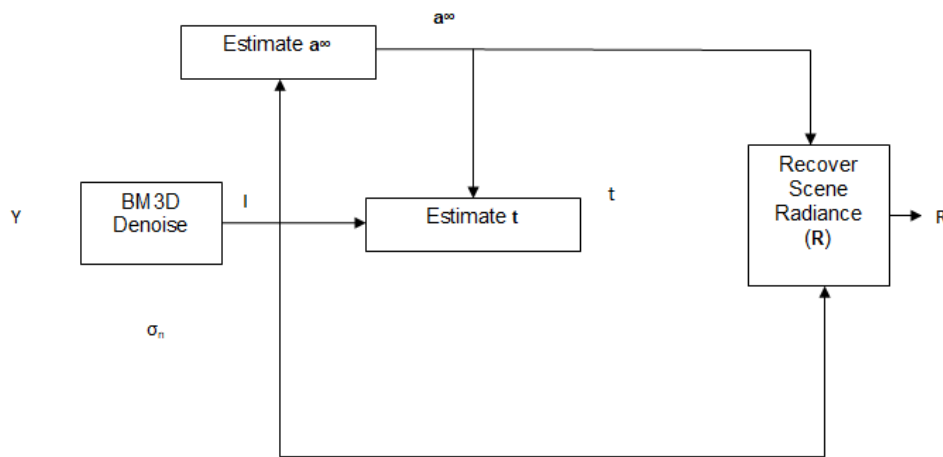 a∞
Estimate a∞
Recover
Scene
Radiance
(R)
BM3D
Denoise
I
Estimate t
t
Y
R
σn